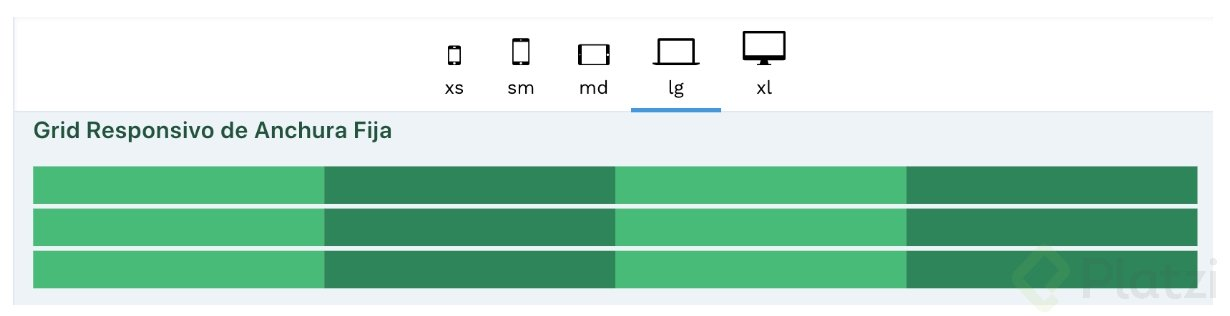 xs sm md lg xl
Grid Responsivo de Anchura Fija
Platzi